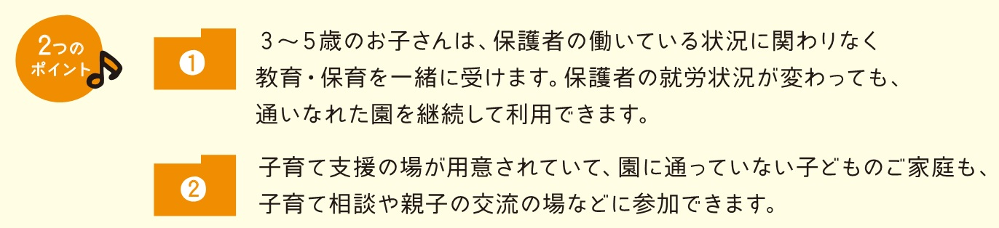 2つの
ポイント
1
3～5歳のお子さんは、保護者の働いている状況に関わりなく
教育・保育を一緒に受けます。保護者の就労状況が変わっても、
通いなれた園を継続して利用できます。
2
子育て支援の場が用意されていて、園に通っていない子どものご家庭も、
子育て相談や親子の交流の場などに参加できます。